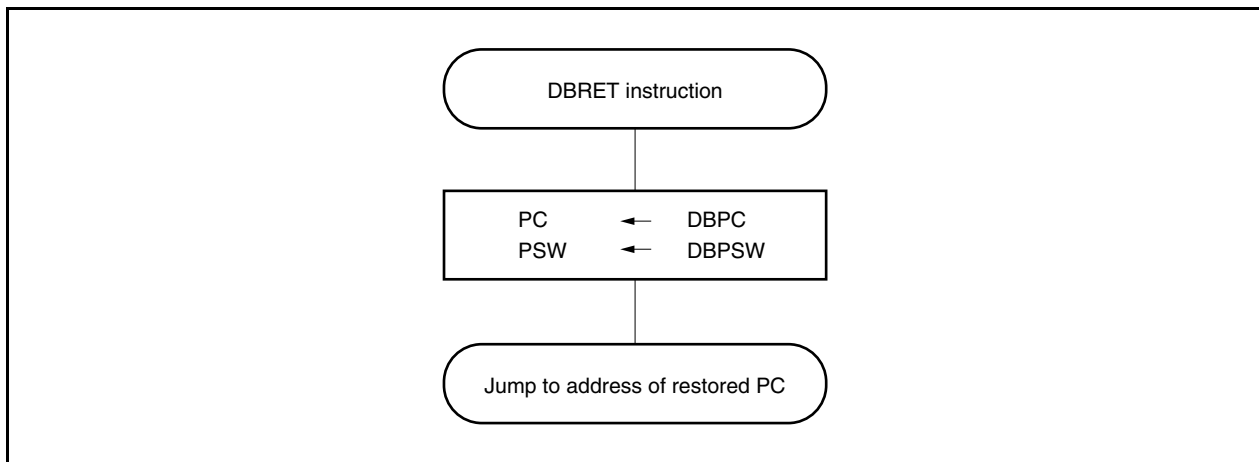 DBRET instruction
PC ← DBPC
PSW ← DBPSW
Jump to address of restored PC